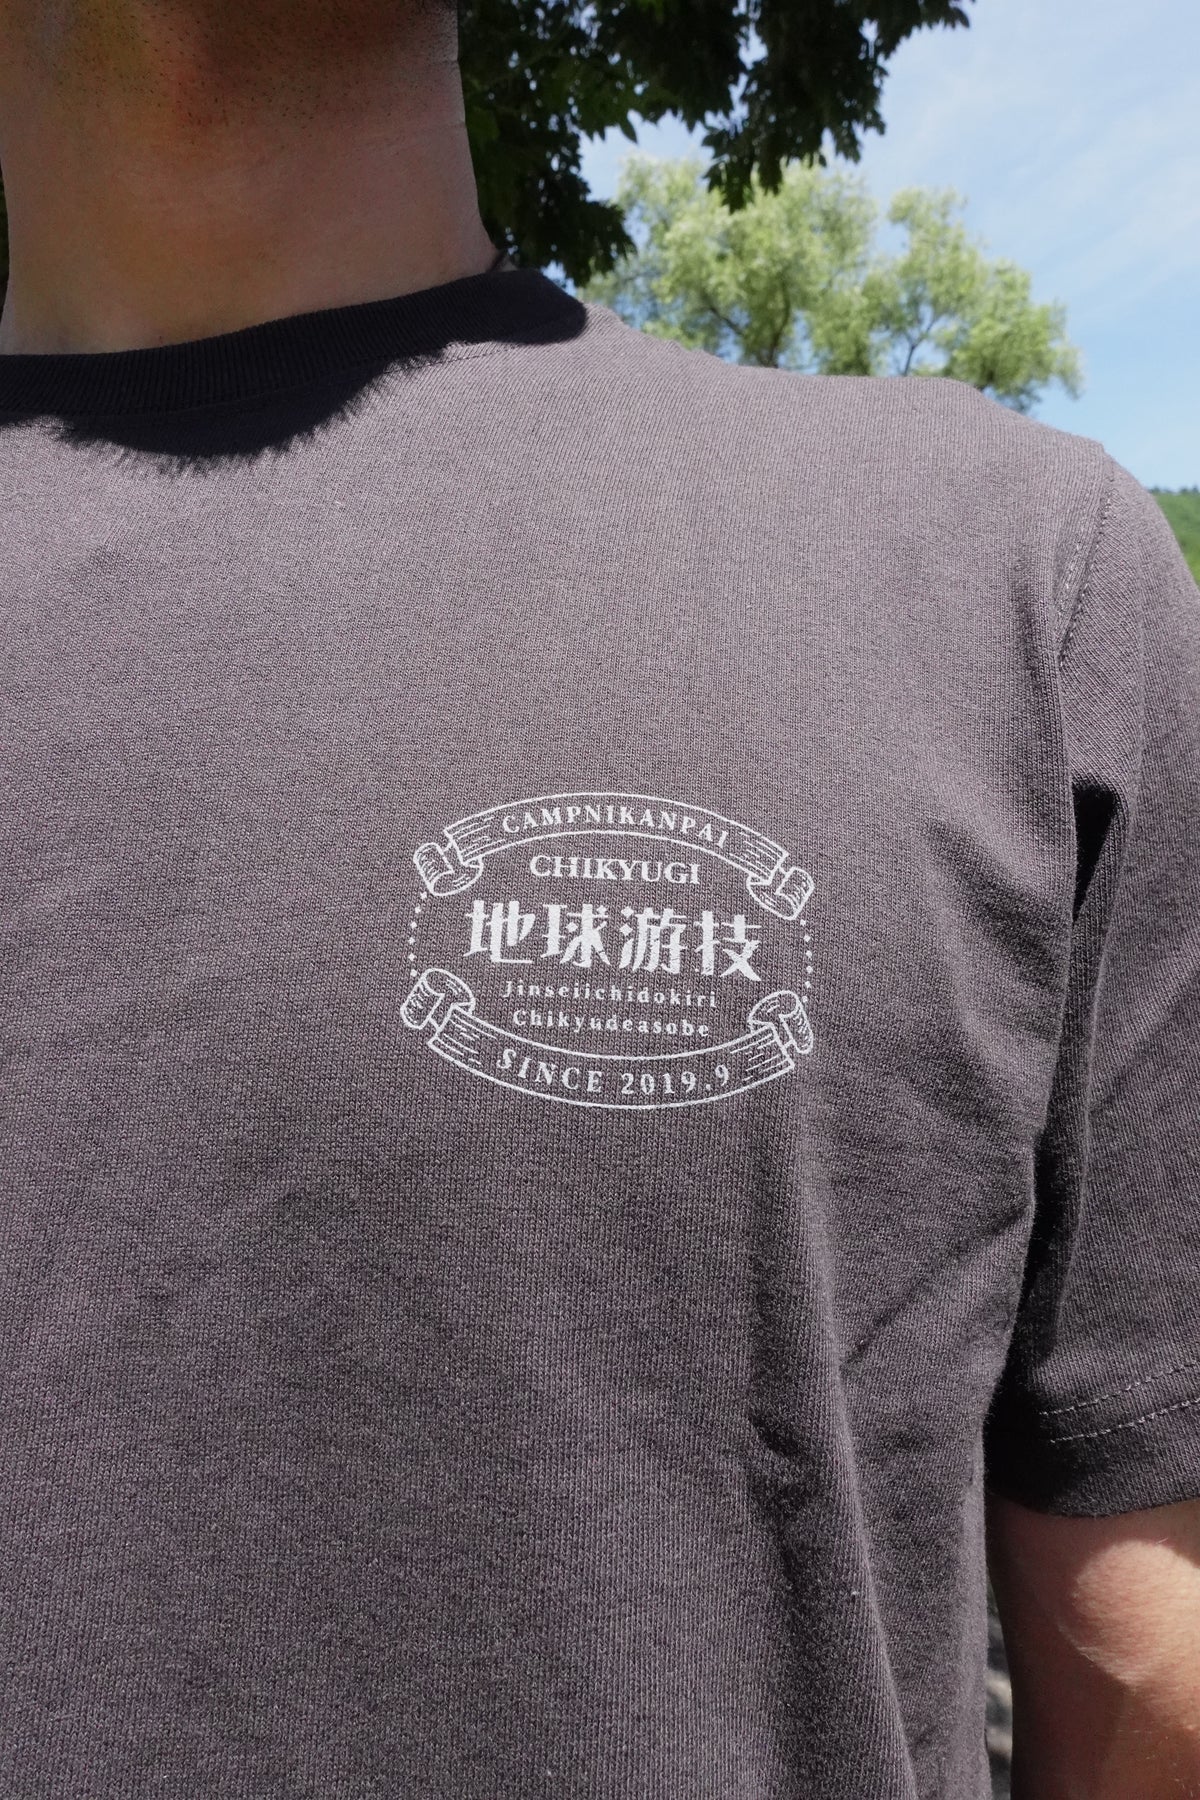 CAMPNIKANPAI
CHIKYUGI
地球游技
Jinseiichidokiri
Chikyudeasobe
SINCE 2019.9